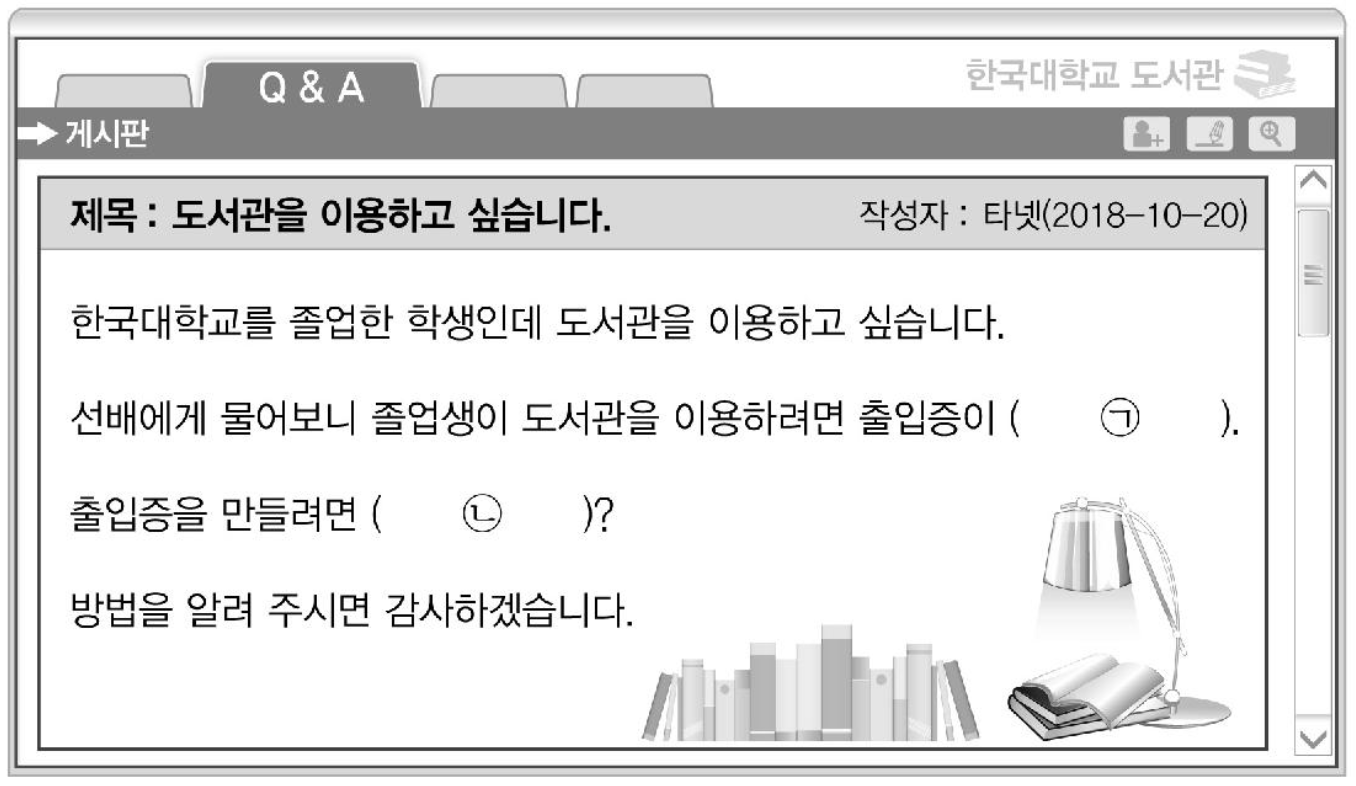 Q & A
한국대학교 도서관
게시판
제목 : 도서관을 이용하고 싶습니다.
작성자 : 타넷(2018-10-20)
한국대학교를 졸업한 학생인데 도서관을 이용하고 싶습니다.
선배에게 물어보니 졸업생이 도서관을 이용하려면 출입증이 ( ㉠ ).
출입증을 만들려면 ( ㉡ )?
방법을 알려 주시면 감사하겠습니다.